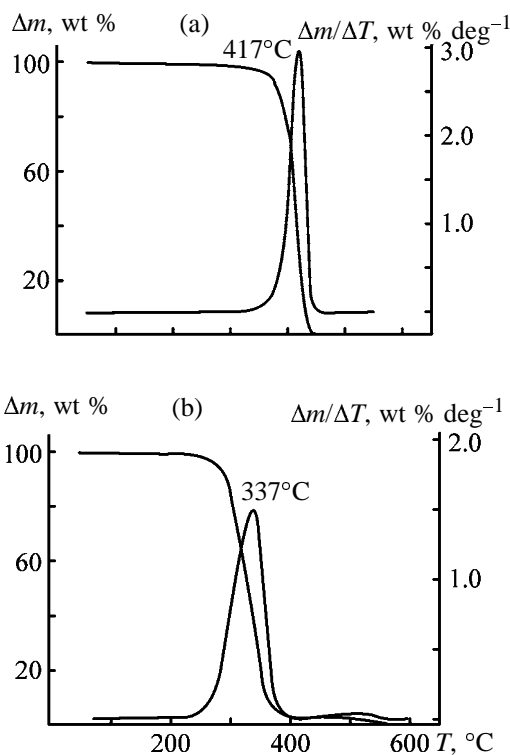 Δm, wt % (a) Δm/ΔT, wt % deg⁻¹
417°C
100
60
20
3.0
2.0
1.0
Δm, wt % (b) Δm/ΔT, wt % deg⁻¹
337°C
100
60
20
2.0
1.0
200 400 600 T, °C